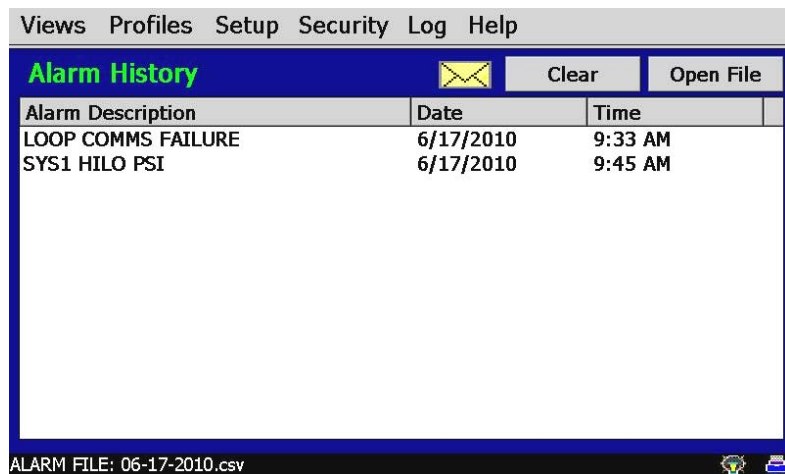 Views Profiles Setup Security Log Help
Alarm History Clear Open File
Alarm Description Date Time
LOOP COMMS FAILURE 6/17/2010 9:33 AM
SYS1 HILO PSI 6/17/2010 9:45 AM
ALARM FILE: 06-17-2010.csv